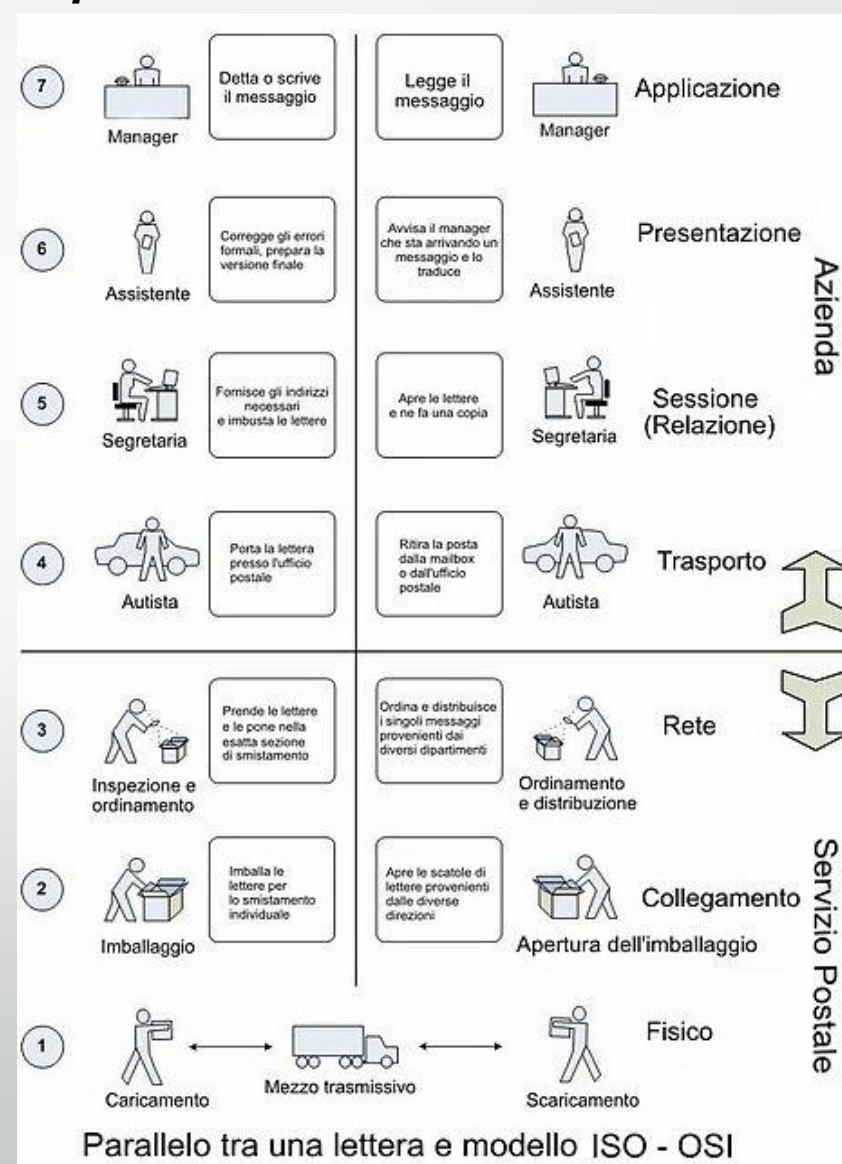 7
Manager
Detta o scrive
il messaggio
Legge il
messaggio
Manager
Applicazione
6
Assistente
Corregge gli errori
formali, prepara la
versione finale
Avvisa il manager
che sta arrivando un
messaggio e lo
traduce
Assistente
Presentazione
Azienda
5
Segretaria
Fornisce gli indirizzi
necessari
e imbusta le lettere
Apre le lettere
e ne fa una copia
Segretaria
Sessione
(Relazione)
4
Autista
Porta la lettera
presso l'ufficio
postale
Ritira la posta
dalla mailbox
o dall'ufficio
postale
Autista
Trasporto
3
Inspezione e
ordinamento
Prende le lettere
e le pone nella
esatta sezione
di smistamento
Ordina e distribuisce
i singoli messaggi
provenienti dai
diversi dipartimenti
Ordinamento
e distribuzione
Rete
2
Imballaggio
Imballa le
lettere per
lo smistamento
individuale
Apre le scatole di
lettere provenienti
dalle diverse
direzioni
Apertura dell'imballaggio
Collegamento
Servizio Postale
1
Caricamento
Mezzo trasmissivo
Scaricamento
Fisico
Parallelo tra una lettera e modello ISO - OSI